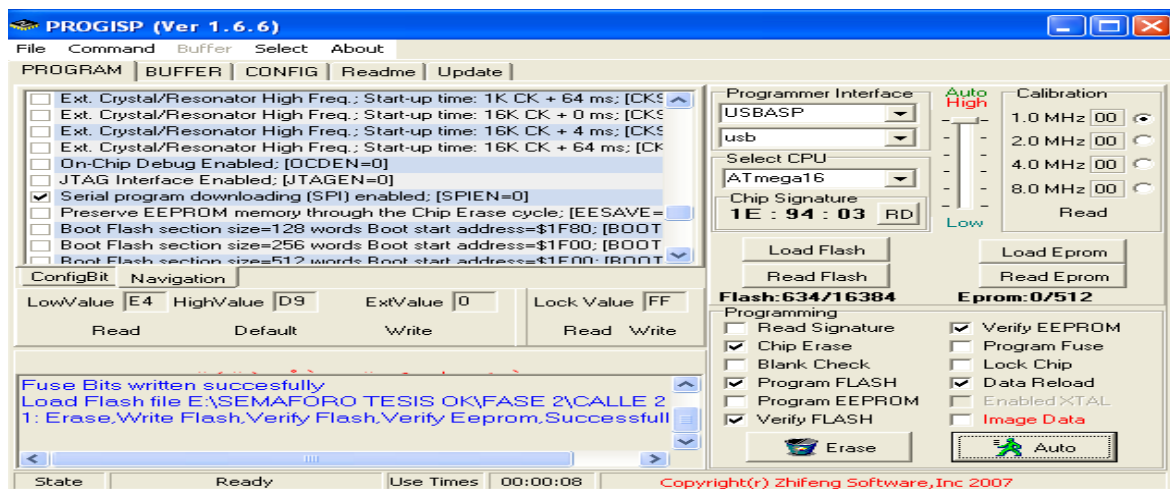 PROGISP (Ver 1.6.6)
File Command Buffer Select About
PROGRAM BUFFER CONFIG Readme Update
Ext. Crystal/Resonator High Freq.; Start-up time: 1K CK + 64 ms; [CKS
Ext. Crystal/Resonator High Freq.; Start-up time: 16K CK + 0 ms; [CKS
Ext. Crystal/Resonator High Freq.; Start-up time: 16K CK + 4 ms; [CKS
Ext. Crystal/Resonator High Freq.; Start-up time: 16K CK + 64 ms; [CK
On-Chip Debug Enabled; [OCDEN=0]
JTAG Interface Enabled; [JTAGEN=0]
Serial program downloading (SPI) enabled; [SPIEN=0]
Preserve EEPROM memory through the Chip Erase cycle; [EESAVE=
Boot Flash section size=128 words Boot start address=$1F80; [BOOT
Boot Flash section size=256 words Boot start address=$1F00; [BOOT
Boot Flash section size=512 words Boot start address=$1E00; [BOOT
ConfigBit Navigation
LowValue E4 HighValue D9 ExtValue 0 Lock Value FF
Read Default Write Read Write
Fuse Bits written succesfully
Load Flash file E:\SEMAFORO TESIS OK\FASE 2\CALLE 2
1: Erase,Write Flash,Verify Flash,Verify Eeprom,Successfull
Programmer Interface
USBASP
usb
Select CPU
ATmega16
Chip Signature
1E : 94 : 03 RD
Auto
High
Low
Calibration
1.0 MHz 00
2.0 MHz 00
4.0 MHz 00
8.0 MHz 00
Read
Load Flash Load Eprom
Read Flash Read Eprom
Flash:634/16384 Eprom:0/512
Programming
Read Signature Verify EEPROM
Chip Erase Program Fuse
Blank Check Lock Chip
Program FLASH Data Reload
Program EEPROM Enabled XTAL
Verify FLASH Image Data
Erase Auto
State Ready Use Times 00:00:08 Copyright(r) Zhifeng Software,Inc 2007